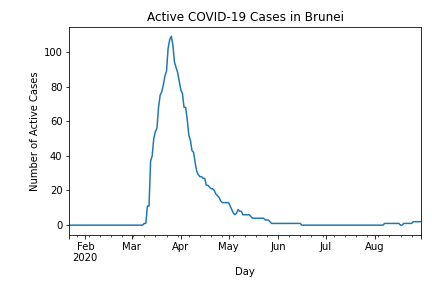 Active COVID-19 Cases in Brunei
Number of Active Cases
100
80
60
40
20
0
Feb Mar Apr May Jun Jul Aug
2020
Day